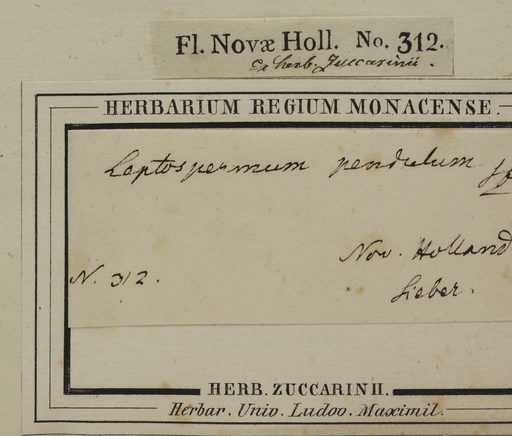 Fl. Novæ Holl. No. 312.
Ex herb. Zuccarinii.
HERBARIUM REGIUM MONACENSE.
Leptospermum pendulum
Nov. Holland
N. 312.
Sieber.
HERB. ZUCCARINII.
Herbar. Univ. Ludov. Maximil.